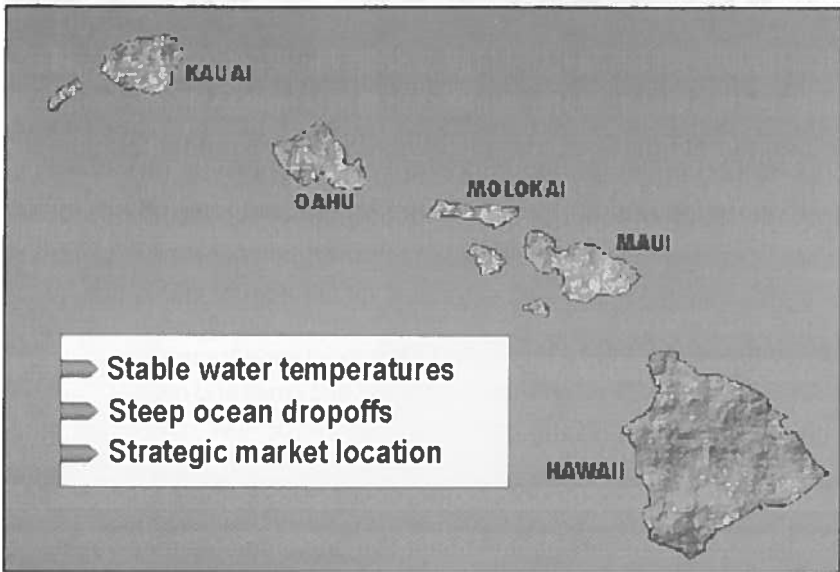 KAUAI
OAHU
MOLOKAI
MAUI
Stable water temperatures
Steep ocean dropoffs
Strategic market location
HAWAII